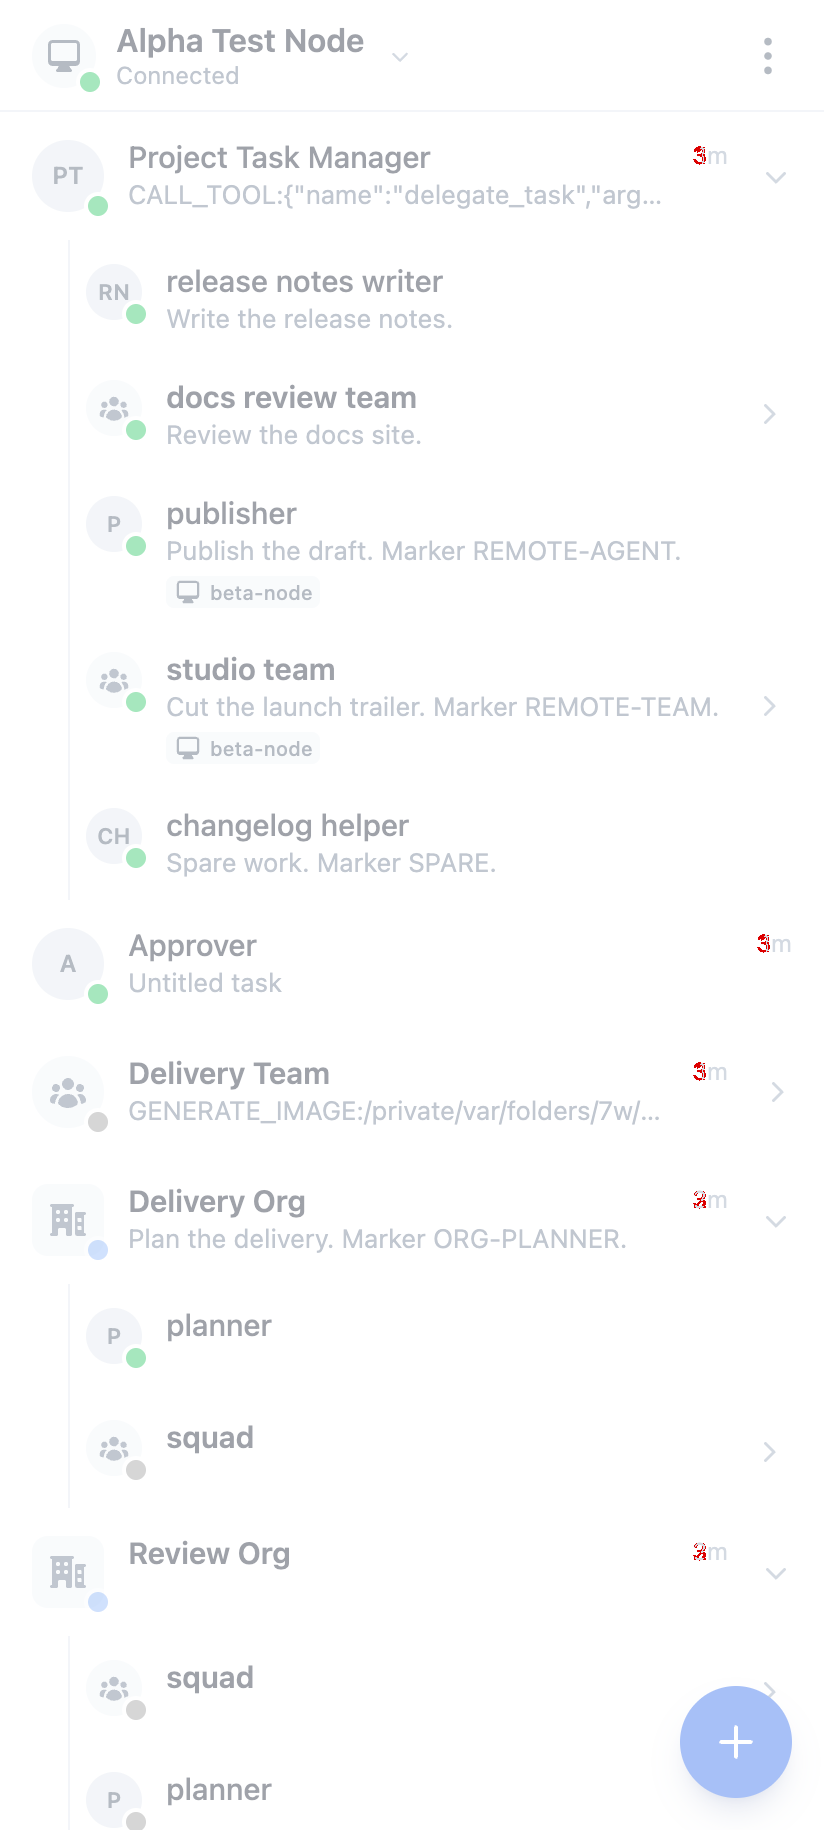 Alpha Test Node
Connected
PT
Project Task Manager
CALL_TOOL:{"name":"delegate_task","arg...
RN
release notes writer
Write the release notes.
docs review team
Review the docs site.
P
publisher
Publish the draft. Marker REMOTE-AGENT.
beta-node
studio team
Cut the launch trailer. Marker REMOTE-TEAM.
beta-node
CH
changelog helper
Spare work. Marker SPARE.
A
Approver
Untitled task
Delivery Team
GENERATE_IMAGE:/private/var/folders/7w/...
Delivery Org
Plan the delivery. Marker ORG-PLANNER.
P
planner
squad
Review Org
squad
P
planner